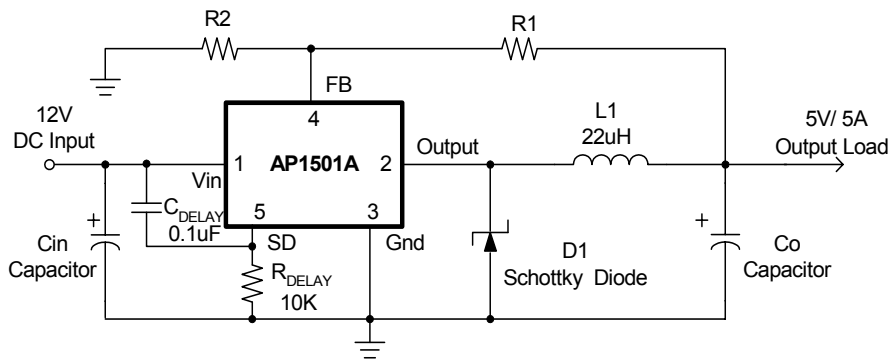 R2
R1
FB
4
12V
DC Input
L1
22uH
5V/ 5A
Output Load
Vin
1
AP1501A
2
Output
C_DELAY
0.1uF
5
SD
3
Gnd
+
Cin
Capacitor
R_DELAY
10K
D1
Schottky Diode
+
Co
Capacitor